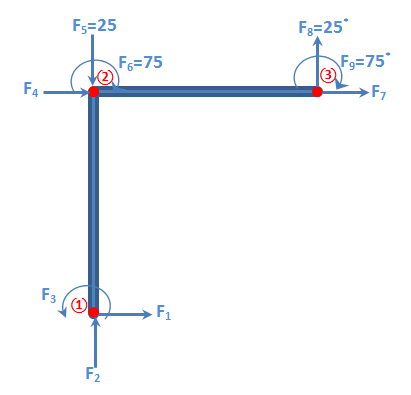 F₅=25
F₈=25*
F₆=75
②
③
F₉=75*
F₄
F₇
F₃
①
F₁
F₂